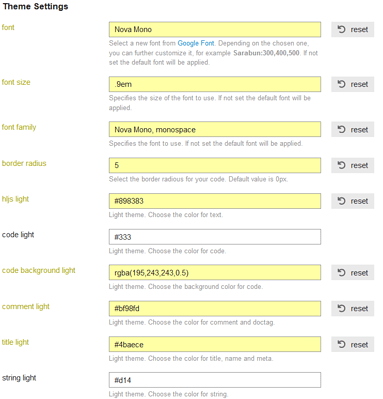 Theme Settings
font
Nova Mono
reset
Select a new font from Google Font. Depending on the chosen one,
you can further customize it, for example Sarabun:300,400,500. If not
set the default font will be applied.
font size
.9em
reset
Specifies the size of the font to use. If not set the default font will be
applied.
font family
Nova Mono, monospace
reset
Specifies the font to use. If not set the default font will be applied.
border radius
5
reset
Select the border radius for your code. Default value is 0px.
hljs light
#898383
reset
Light theme. Choose the color for text.
code light
#333
Light theme. Choose the color for code.
code background light
rgba(195,243,243,0.5)
reset
Light theme. Choose the background color for code.
comment light
#bf98fd
reset
Light theme. Choose the color for comment and doctag.
title light
#4baece
reset
Light theme. Choose the color for title, name and meta.
string light
#d14
Light theme. Choose the color for string.